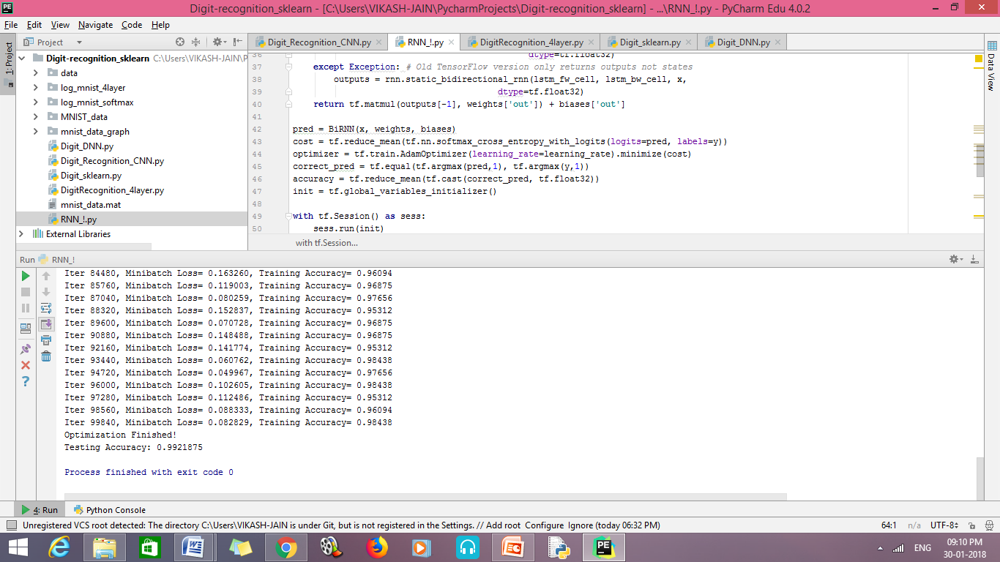 Digit-recognition_sklearn - [C:\Users\VIKASH-JAIN\PycharmProjects\Digit-recognition_sklearn] - ...\RNN_!.py - PyCharm Edu 4.0.2
File Edit View Navigate Code Help
Project
Digit_Recognition_CNN.py
RNN_!.py
DigitRecognition_4layer.py
Digit_sklearn.py
Digit_DNN.py
1: Project
Data View
Digit-recognition_sklearn C:\Users\VIKASH-JAIN\P
data
log_mnist_4layer
log_mnist_softmax
MNIST_data
mnist_data_graph
Digit_DNN.py
Digit_Recognition_CNN.py
Digit_sklearn.py
DigitRecognition_4layer.py
mnist_data.mat
RNN_!.py
External Libraries
36 dtype=tf.float32)
37 except Exception: # Old TensorFlow version only returns outputs not states
38 outputs = rnn.static_bidirectional_rnn(lstm_fw_cell, lstm_bw_cell, x,
39 dtype=tf.float32)
40 return tf.matmul(outputs[-1], weights['out']) + biases['out']
41
42 pred = BiRNN(x, weights, biases)
43 cost = tf.reduce_mean(tf.nn.softmax_cross_entropy_with_logits(logits=pred, labels=y))
44 optimizer = tf.train.AdamOptimizer(learning_rate=learning_rate).minimize(cost)
45 correct_pred = tf.equal(tf.argmax(pred,1), tf.argmax(y,1))
46 accuracy = tf.reduce_mean(tf.cast(correct_pred, tf.float32))
47 init = tf.global_variables_initializer()
48
49 with tf.Session() as sess:
50 sess.run(init)
with tf.Session...
Run RNN_!
Iter 84480, Minibatch Loss= 0.163260, Training Accuracy= 0.96094
Iter 85760, Minibatch Loss= 0.119003, Training Accuracy= 0.96875
Iter 87040, Minibatch Loss= 0.080259, Training Accuracy= 0.97656
Iter 88320, Minibatch Loss= 0.152837, Training Accuracy= 0.95312
Iter 89600, Minibatch Loss= 0.070728, Training Accuracy= 0.96875
Iter 90880, Minibatch Loss= 0.148488, Training Accuracy= 0.96875
Iter 92160, Minibatch Loss= 0.141774, Training Accuracy= 0.95312
Iter 93440, Minibatch Loss= 0.060762, Training Accuracy= 0.98438
Iter 94720, Minibatch Loss= 0.049967, Training Accuracy= 0.97656
Iter 96000, Minibatch Loss= 0.102605, Training Accuracy= 0.98438
Iter 97280, Minibatch Loss= 0.112486, Training Accuracy= 0.95312
Iter 98560, Minibatch Loss= 0.088333, Training Accuracy= 0.96094
Iter 99840, Minibatch Loss= 0.082829, Training Accuracy= 0.98438
Optimization Finished!
Testing Accuracy: 0.9921875
Process finished with exit code 0
4: Run
Python Console
Unregistered VCS root detected: The directory C:\Users\VIKASH-JAIN is under Git, but is not registered in the Settings. // Add root Configure Ignore (today 06:32 PM)
64:1 n/a UTF-8
ENG
09:10 PM
30-01-2018